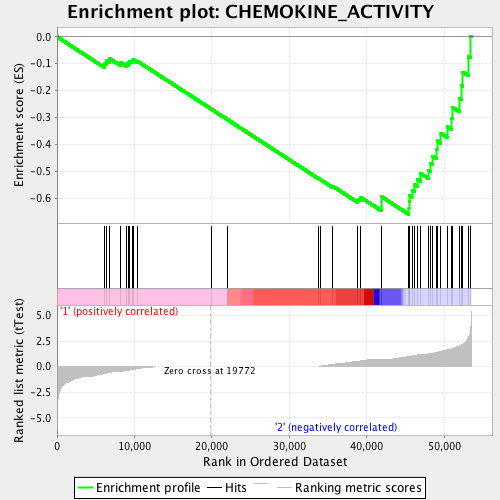 Enrichment plot: CHEMOKINE_ACTIVITY
Enrichment score (ES)
0.0
-0.1
-0.2
-0.3
-0.4
-0.5
-0.6
'1' (positively correlated)
Ranked list metric (tTest)
5.0
2.5
0.0
-2.5
-5.0
Zero cross at 19772
'2' (negatively correlated)
0
10,000
20,000
30,000
40,000
50,000
Rank in Ordered Dataset
Enrichment profile
Hits
Ranking metric scores